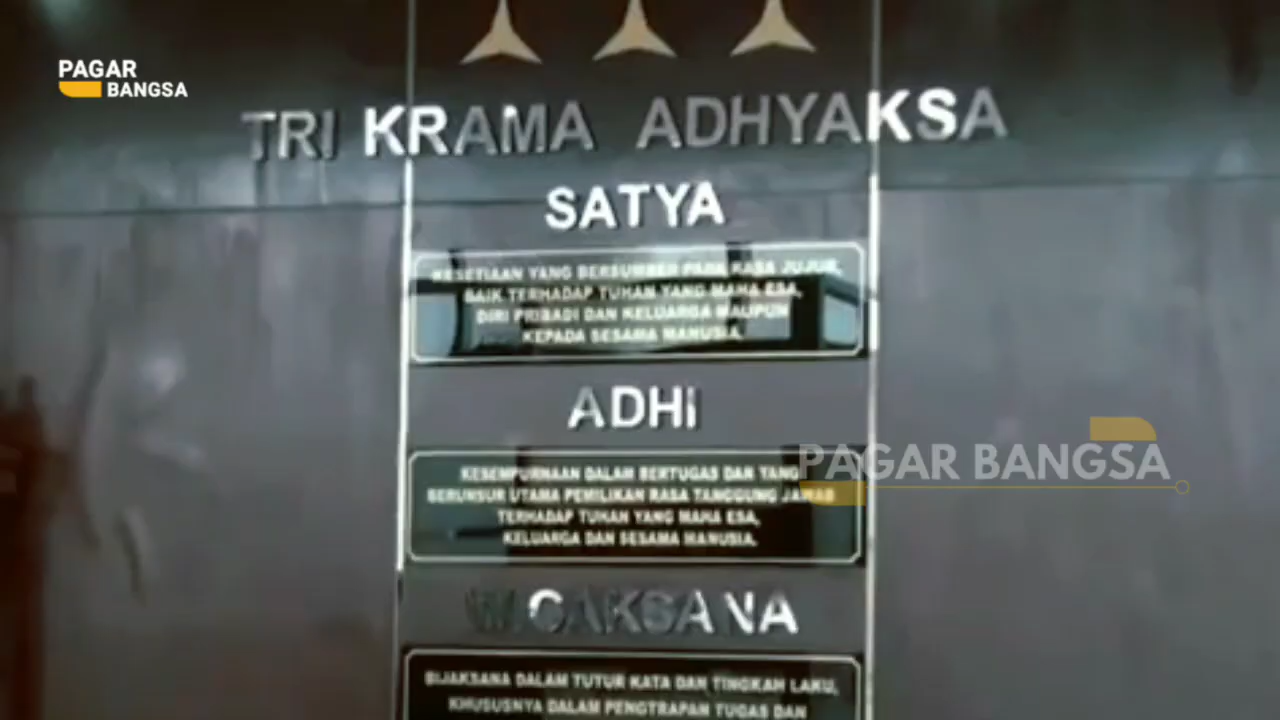 PAGAR
BANGSA
TRI KRAMA ADHYAKSA
SATYA
KESETIAAN YANG BERSUMBER PADA RASA JUJUR,
BAIK TERHADAP TUHAN YANG MAHA ESA,
DIRI PRIBADI DAN KELUARGA MAUPUN
KEPADA SESAMA MANUSIA.
ADHI
KESEMPURNAAN DALAM BERTUGAS DAN YANG
BERUNSUR UTAMA PEMILIKAN RASA TANGGUNG JAWAB
TERHADAP TUHAN YANG MAHA ESA,
KELUARGA DAN SESAMA MANUSIA.
PAGAR BANGSA
WICAKSANA
BIJAKSANA DALAM TUTUR KATA DAN TINGKAH LAKU,
KHUSUSNYA DALAM PENGTRAPAN TUGAS DAN